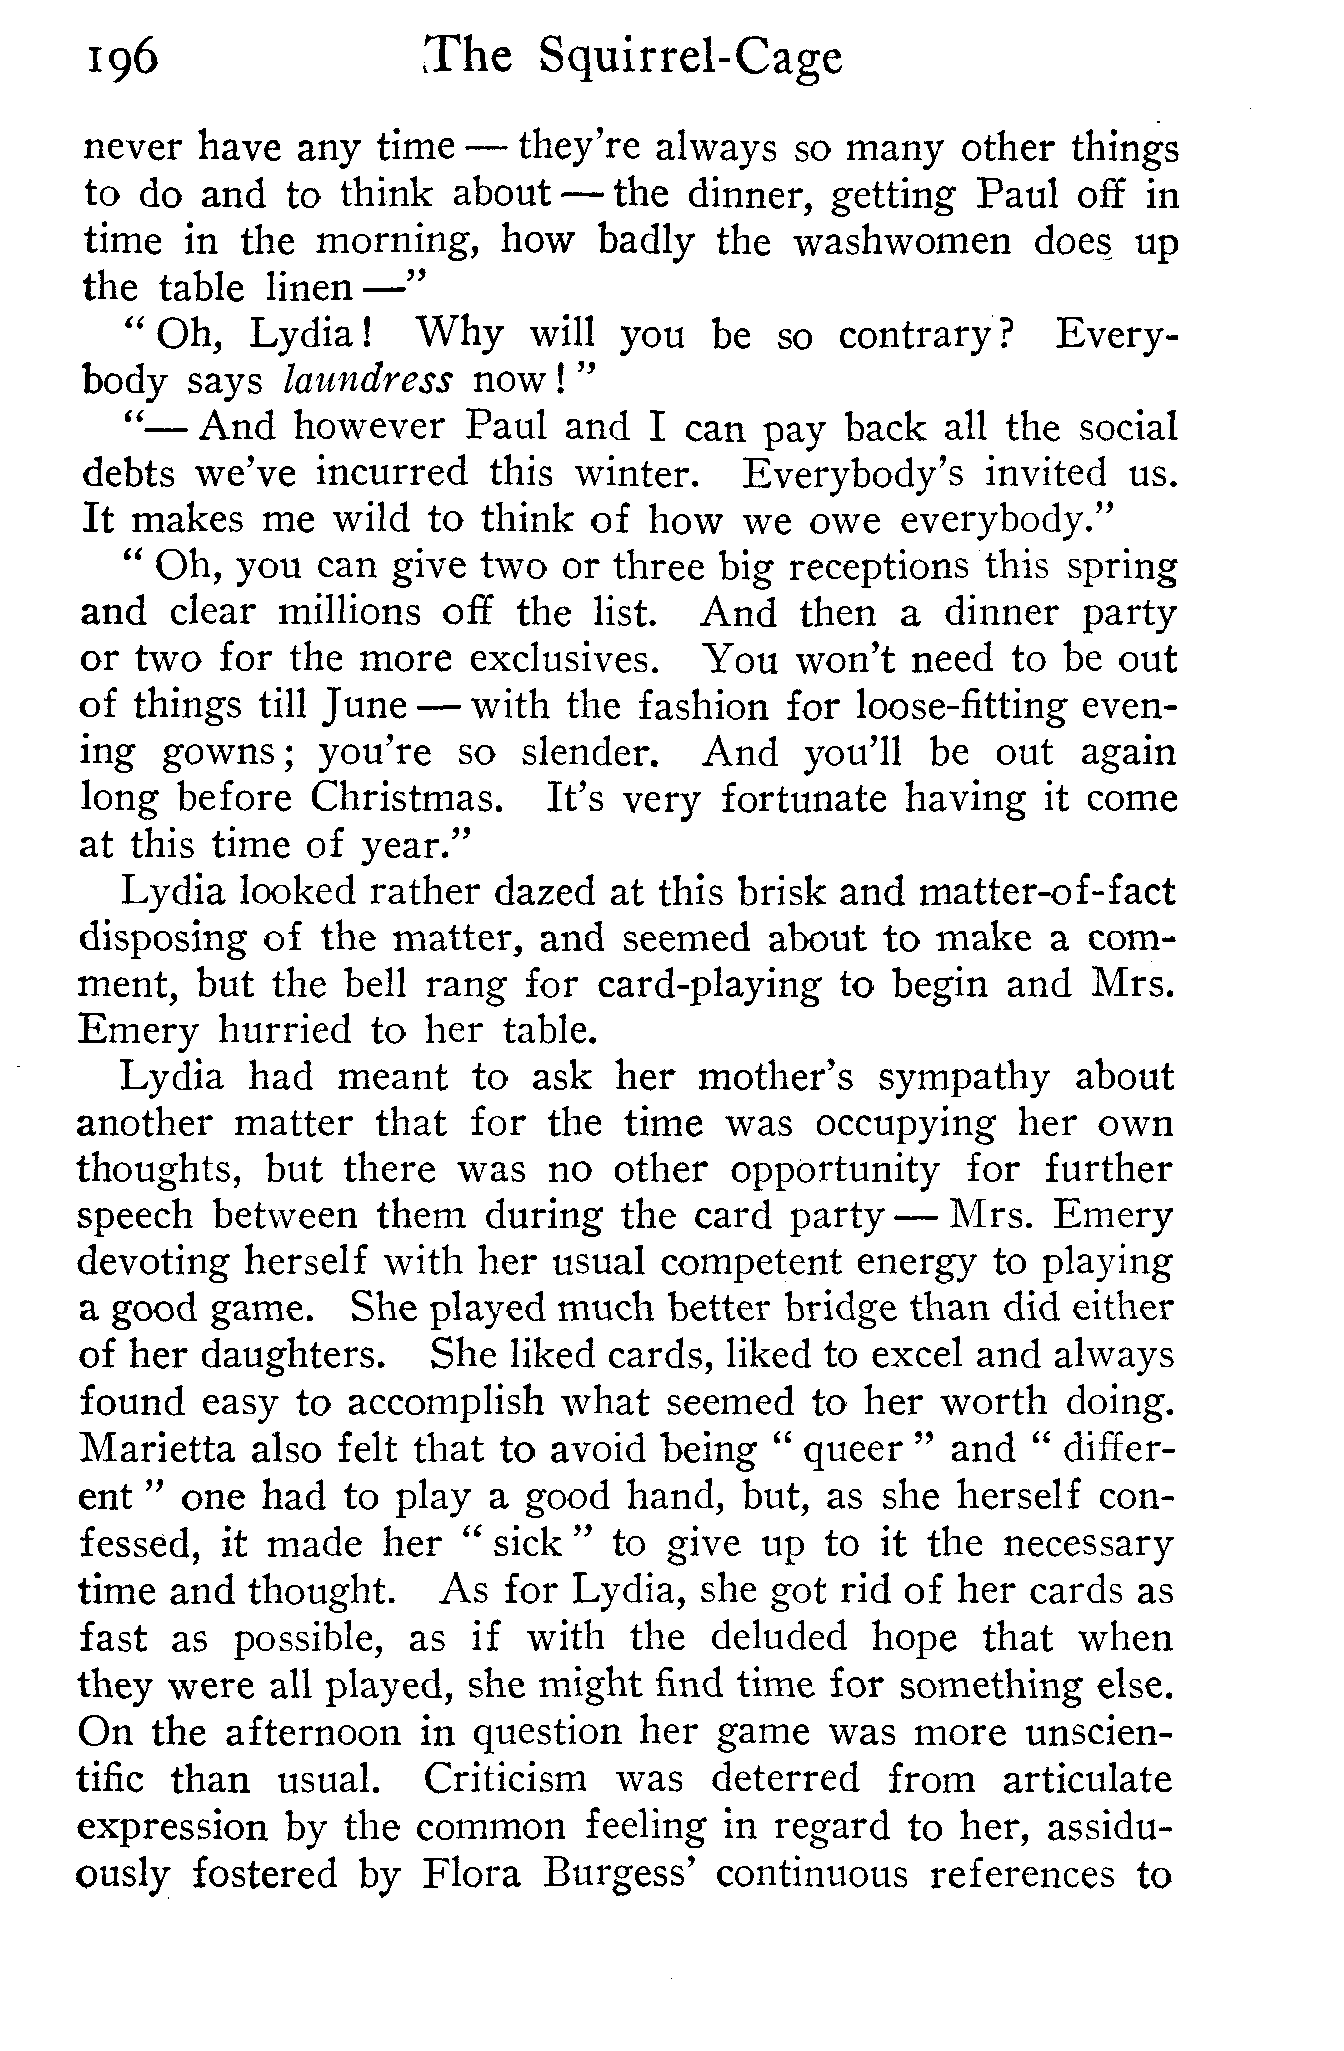 196 The Squirrel-Cage
never have any time — they're always so many other things
to do and to think about — the dinner, getting Paul off in
time in the morning, how badly the washwomen does up
the table linen —"
" Oh, Lydia! Why will you be so contrary? Every-
body says laundress now! "
"— And however Paul and I can pay back all the social
debts we've incurred this winter. Everybody's invited us.
It makes me wild to think of how we owe everybody."
" Oh, you can give two or three big receptions this spring
and clear millions off the list. And then a dinner party
or two for the more exclusives. You won't need to be out
of things till June — with the fashion for loose-fitting even-
ing gowns; you're so slender. And you'll be out again
long before Christmas. It's very fortunate having it come
at this time of year."
Lydia looked rather dazed at this brisk and matter-of-fact
disposing of the matter, and seemed about to make a com-
ment, but the bell rang for card-playing to begin and Mrs.
Emery hurried to her table.
Lydia had meant to ask her mother's sympathy about
another matter that for the time was occupying her own
thoughts, but there was no other opportunity for further
speech between them during the card party — Mrs. Emery
devoting herself with her usual competent energy to playing
a good game. She played much better bridge than did either
of her daughters. She liked cards, liked to excel and always
found easy to accomplish what seemed to her worth doing.
Marietta also felt that to avoid being " queer " and " differ-
ent " one had to play a good hand, but, as she herself con-
fessed, it made her " sick " to give up to it the necessary
time and thought. As for Lydia, she got rid of her cards as
fast as possible, as if with the deluded hope that when
they were all played, she might find time for something else.
On the afternoon in question her game was more unscien-
tific than usual. Criticism was deterred from articulate
expression by the common feeling in regard to her, assidu-
ously fostered by Flora Burgess' continuous references to